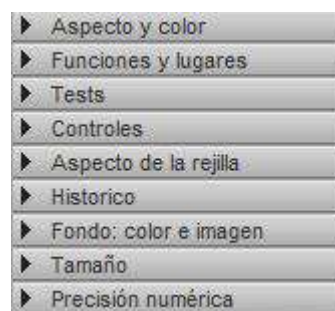 Aspecto y color
Funciones y lugares
Tests
Controles
Aspecto de la rejilla
Historico
Fondo: color e imagen
Tamaño
Precisión numérica